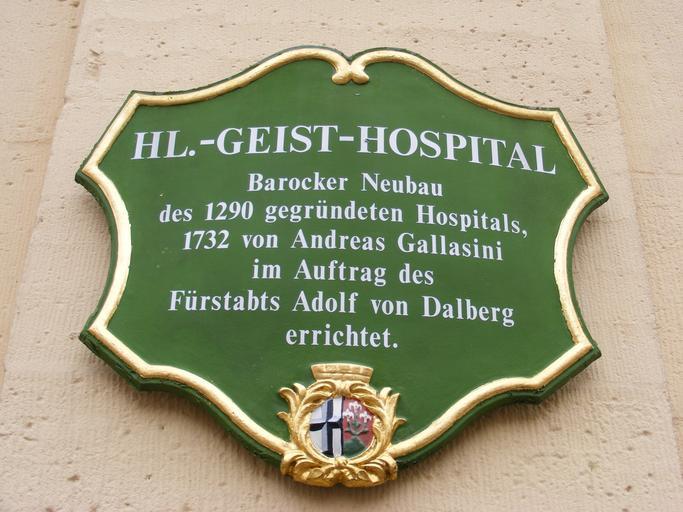 HL.-GEIST-HOSPITAL
Barocker Neubau
des 1290 gegründeten Hospitals,
1732 von Andreas Gallasini
im Auftrag des
Fürstabts Adolf von Dalberg
errichtet.